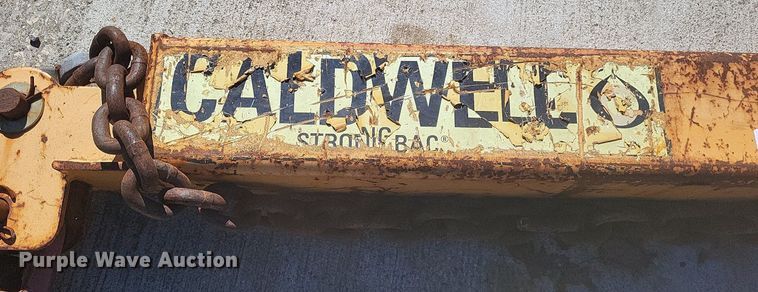 CALDWELL
STRONG BAC
Purple Wave Auction